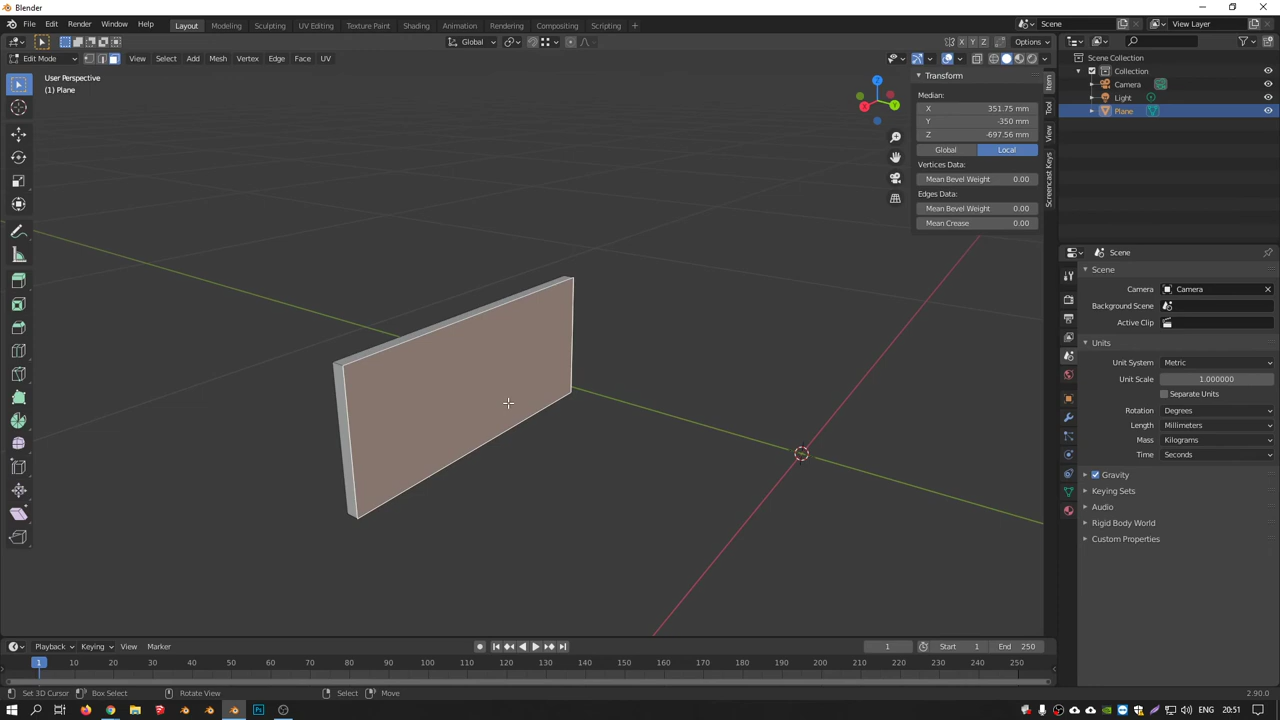 Blender
File Edit Render Window Help Layout Modeling Sculpting UV Editing Texture Paint Shading Animation Rendering Compositing Scripting + Scene View Layer
Global X Y Z Options
Edit Mode View Select Add Mesh Vertex Edge Face UV
User Perspective
(1) Plane
Transform
Median:
X 351.75 mm
Y -350 mm
Z -697.56 mm
Global Local
Vertices Data:
Mean Bevel Weight 0.00
Edges Data:
Mean Bevel Weight 0.00
Mean Crease 0.00
Item
Tool
View
Screencast Keys
Z
X
Y
Scene Collection
Collection
Camera
Light
Plane
Scene
Scene
Camera Camera
Background Scene
Active Clip
Units
Unit System Metric
Unit Scale 1.000000
Separate Units
Rotation Degrees
Length Millimeters
Mass Kilograms
Time Seconds
Gravity
Keying Sets
Audio
Rigid Body World
Custom Properties
Playback Keying View Marker 1 Start 1 End 250
1 10 20 30 40 50 60 70 80 90 100 110 120 130 140 150 160 170 180 190 200 210 220 230 240 250
Set 3D Cursor Box Select Rotate View Select Move 2.90.0
Ps ENG 20:51